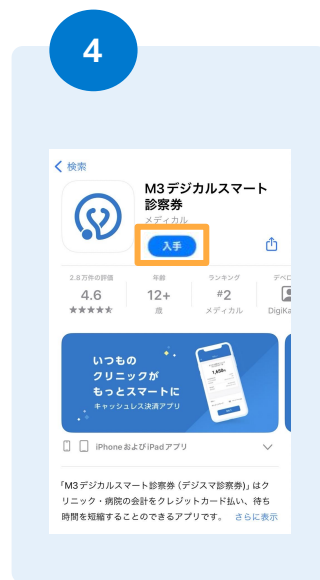 4
検索
M3デジカルスマート
診察券
メディカル
入手
2.8万件の評価
4.6
★★★★★
年齢
12+
歳
ランキング
#2
メディカル
デベロ
DigiKa
いつもの
クリニックが
もっとスマートに
キャッシュレス決済アプリ
iPhoneおよびiPadアプリ
「M3デジカルスマート診察券（デジスマ診察券）」はク
リニック・病院の会計をクレジットカード払い、待ち
時間を短縮することのできるアプリです。 さらに表示